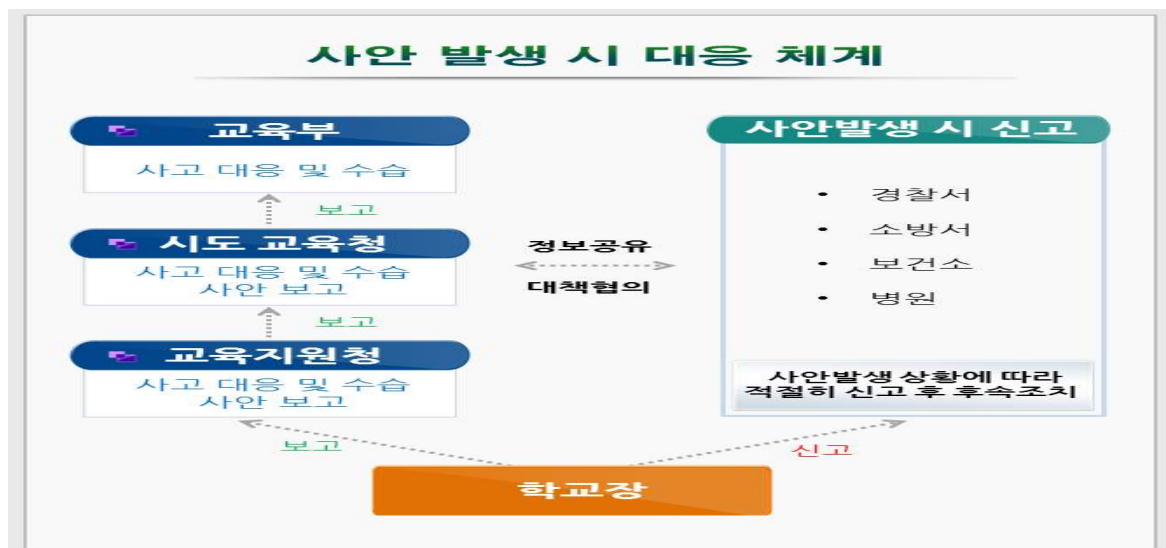 사안 발생 시 대응 체계
교육부
사고 대응 및 수습
보고
시도 교육청
사고 대응 및 수습
사안 보고
보고
교육지원청
사고 대응 및 수습
사안 보고
보고
정보공유
대책협의
사안발생 시 신고
• 경찰서
• 소방서
• 보건소
• 병원
사안발생 상황에 따라
적절히 신고 후 후속조치
신고
학교장